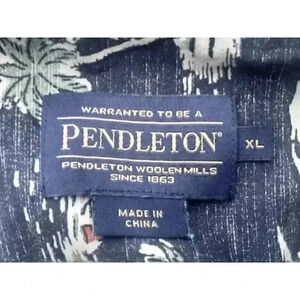 WARRANTED TO BE A
PENDLETON®
XL
PENDLETON WOOLEN MILLS
SINCE 1863
MADE IN
CHINA